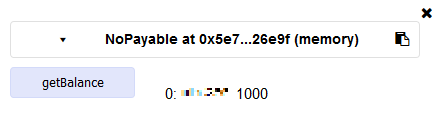 NoPayable at 0x5e7...26e9f (memory)
getBalance
0: 1000